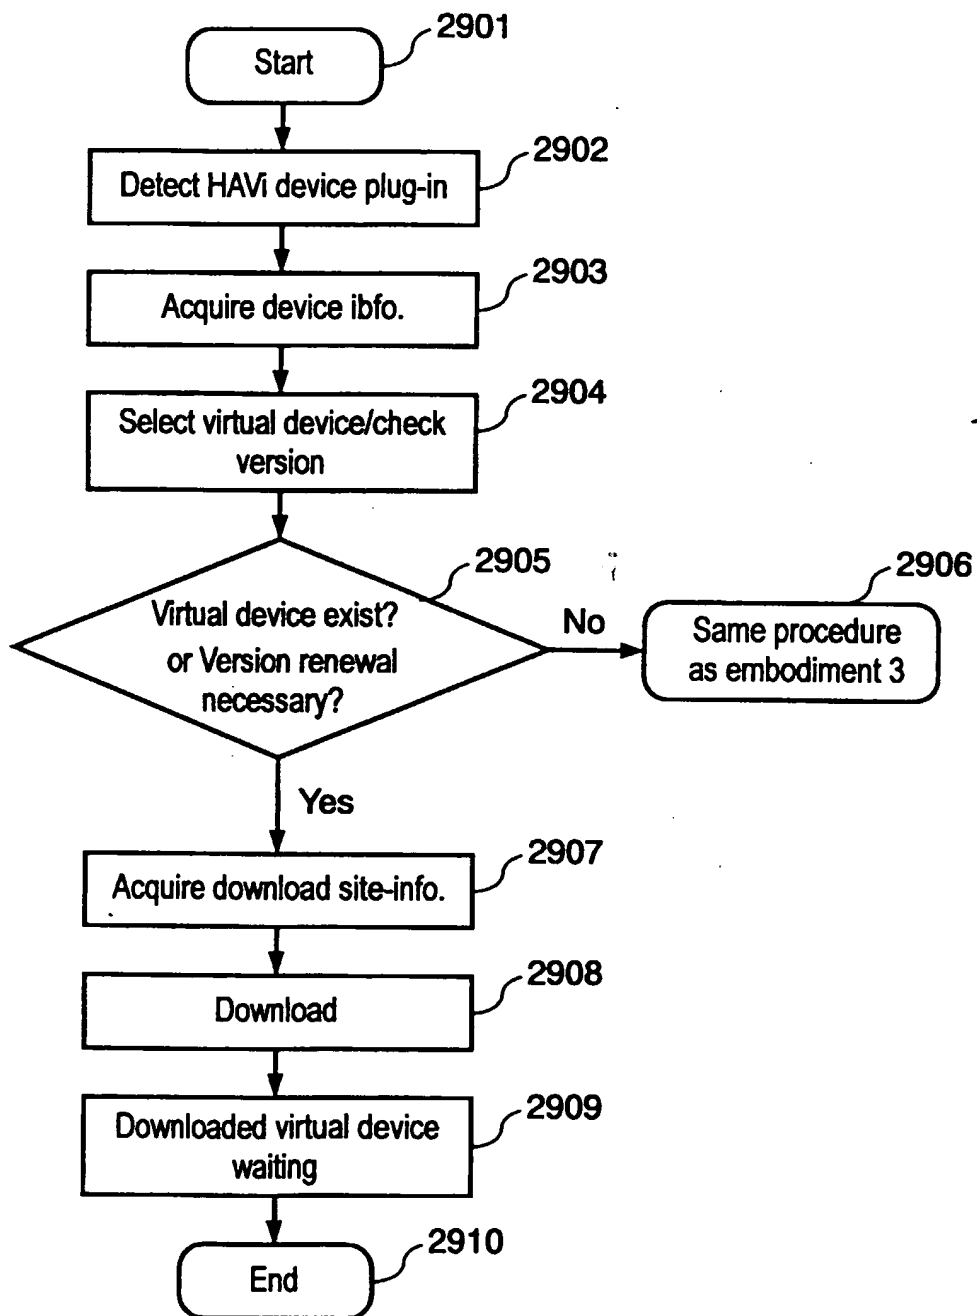 2901
Start
2902
Detect HAVi device plug-in
2903
Acquire device ibfo.
2904
Select virtual device/check
version
2905
Virtual device exist?
or Version renewal
necessary?
No
2906
Same procedure
as embodiment 3
Yes
2907
Acquire download site-info.
2908
Download
2909
Downloaded virtual device
waiting
2910
End